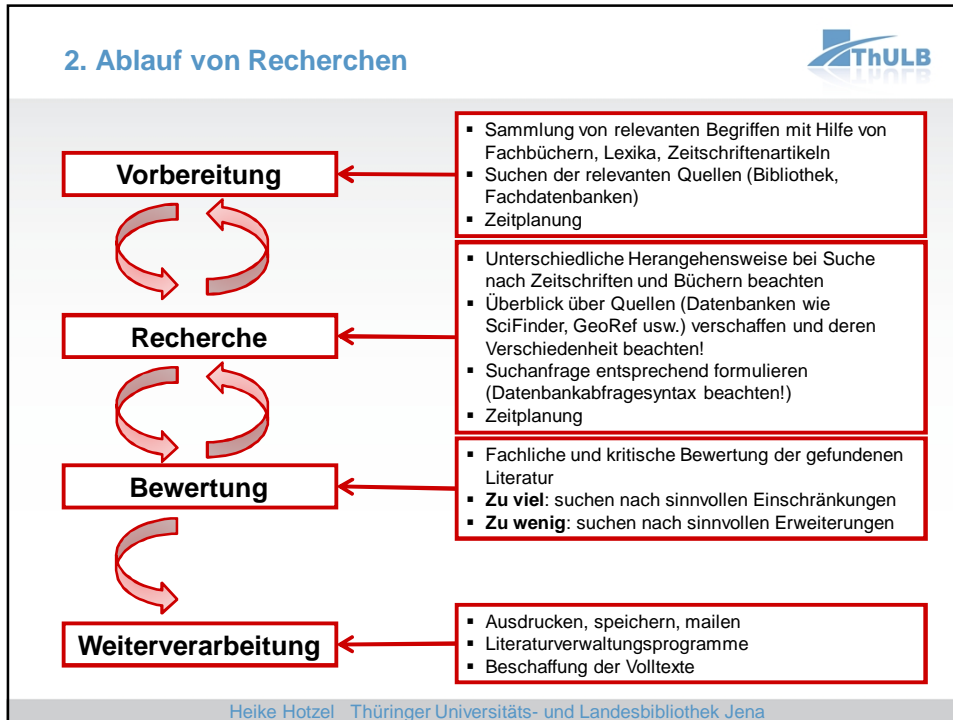 2. Ablauf von Recherchen
ThULB
Vorbereitung
▪ Sammlung von relevanten Begriffen mit Hilfe von
Fachbüchern, Lexika, Zeitschriftenartikeln
▪ Suchen der relevanten Quellen (Bibliothek,
Fachdatenbanken)
▪ Zeitplanung
Recherche
▪ Unterschiedliche Herangehensweise bei Suche
nach Zeitschriften und Büchern beachten
▪ Überblick über Quellen (Datenbanken wie
SciFinder, GeoRef usw.) verschaffen und deren
Verschiedenheit beachten!
▪ Suchanfrage entsprechend formulieren
(Datenbankabfragesyntax beachten!)
▪ Zeitplanung
Bewertung
▪ Fachliche und kritische Bewertung der gefundenen
Literatur
▪ Zu viel: suchen nach sinnvollen Einschränkungen
▪ Zu wenig: suchen nach sinnvollen Erweiterungen
Weiterverarbeitung
▪ Ausdrucken, speichern, mailen
▪ Literaturverwaltungsprogramme
▪ Beschaffung der Volltexte
Heike Hotzel Thüringer Universitäts- und Landesbibliothek Jena